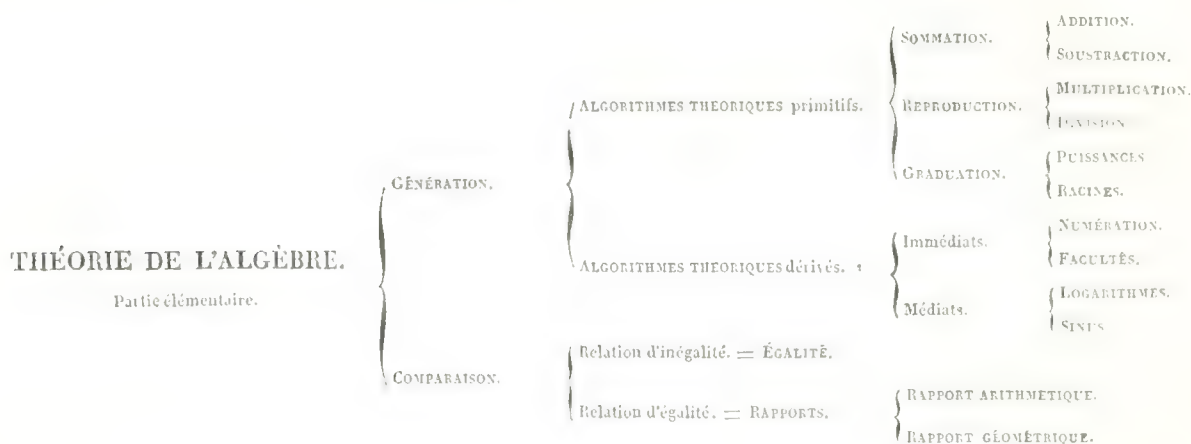 THÉORIE DE L'ALGÈBRE.
Partie élémentaire.
GÉNÉRATION.
ALGORITHMES THÉORIQUES primitifs.
SOMMATION.
ADDITION.
SOUSTRACTION.
REPRODUCTION.
MULTIPLICATION.
DIVISION
GRADUATION.
PUISSANCES
RACINES.
ALGORITHMES THÉORIQUES dérivés.
Immédiats.
NUMÉRATION.
FACULTÉS.
Médiats.
LOGARITHMES.
SINUS
COMPARAISON.
Relation d'inégalité. = ÉGALITÉ.
Relation d'égalité. = RAPPORTS.
RAPPORT ARITHMÉTIQUE.
RAPPORT GÉOMÉTRIQUE.